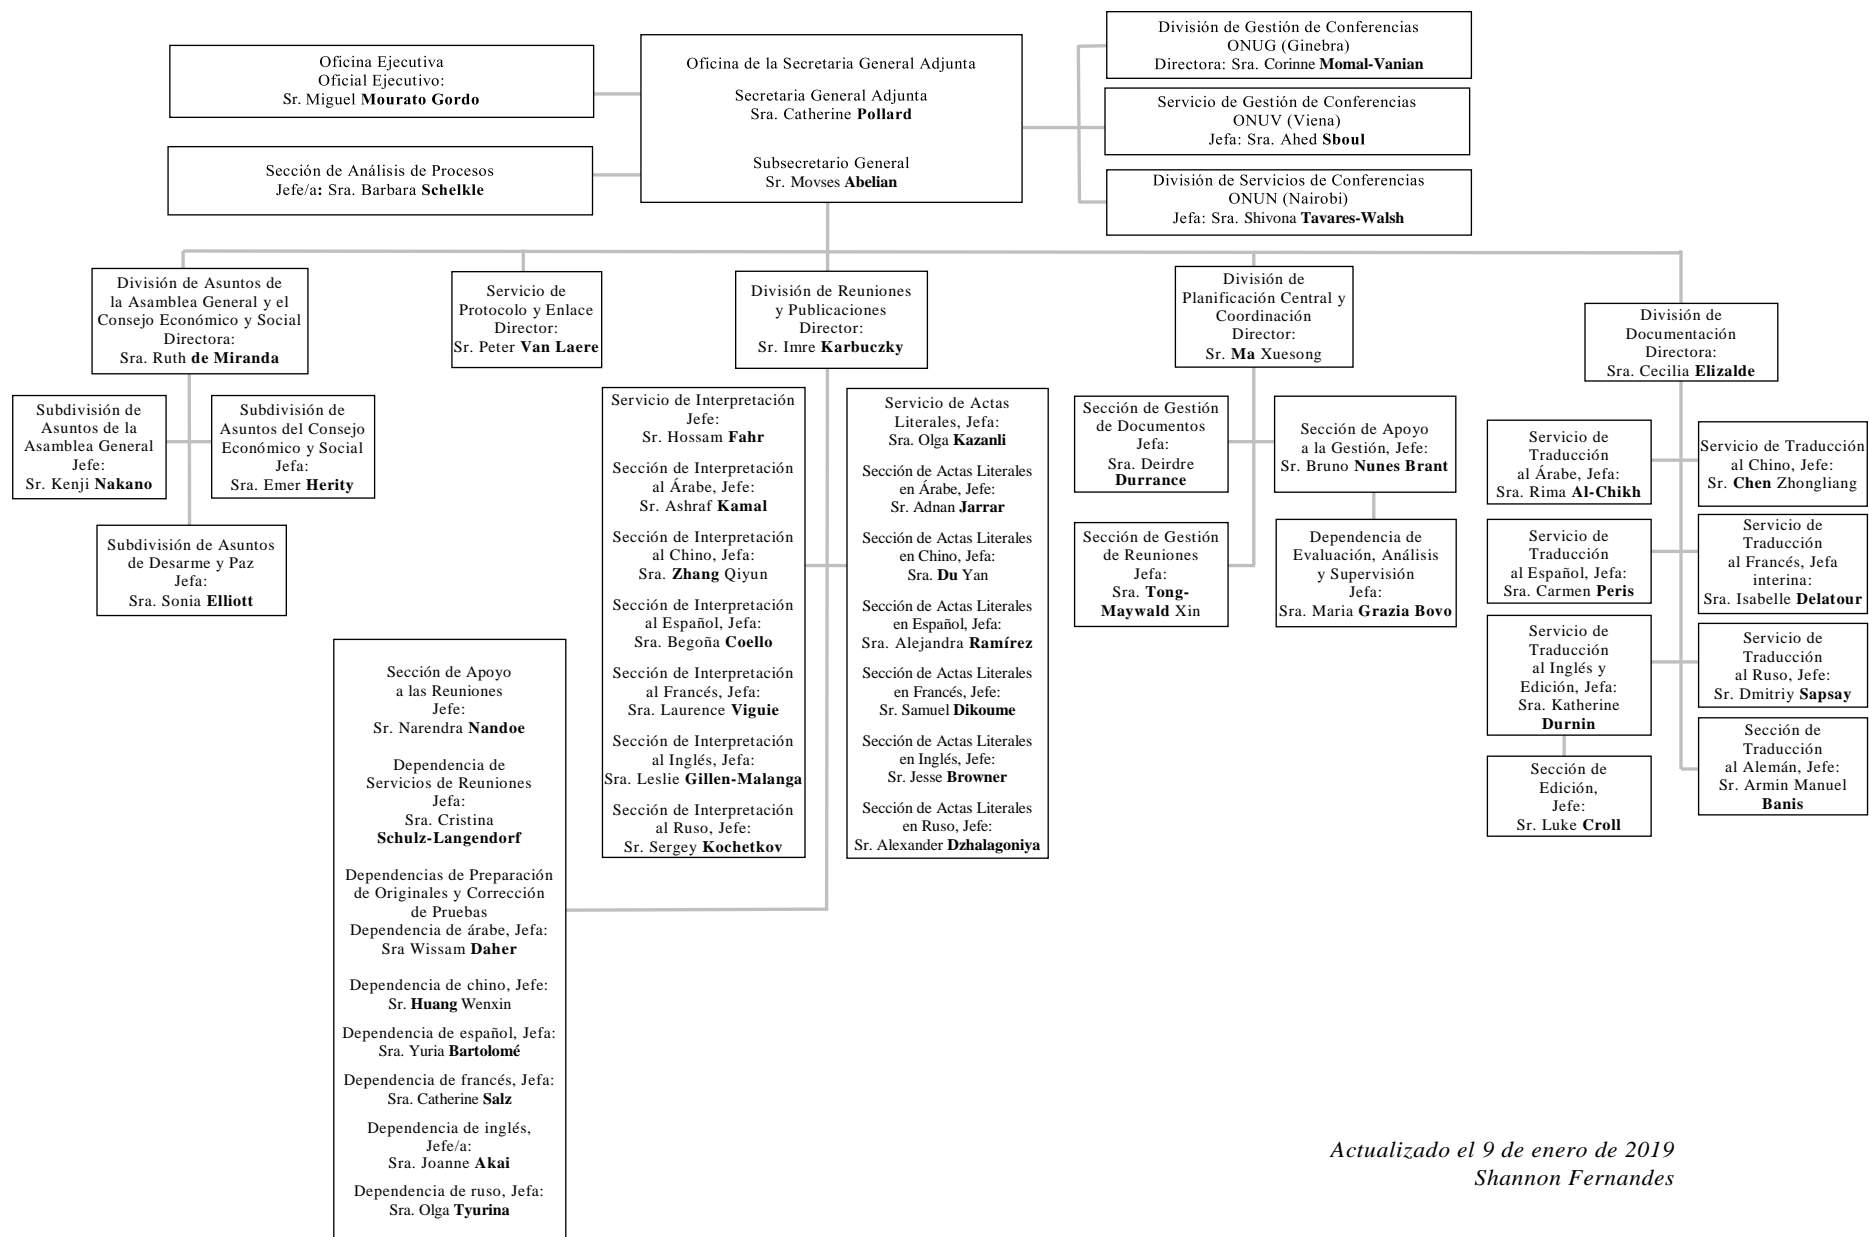 Oficina Ejecutiva
Oficial Ejecutivo:
Sr. Miguel Mourato Gordo
Sección de Análisis de Procesos
Jefe/a: Sra. Barbara Schelkle
Oficina de la Secretaria General Adjunta
Secretaria General Adjunta
Sra. Catherine Pollard
Subsecretario General
Sr. Movses Abelian
División de Gestión de Conferencias
ONUG (Ginebra)
Directora: Sra. Corinne Momal-Vanian
Servicio de Gestión de Conferencias
ONUV (Viena)
Jefa: Sra. Ahed Sboul
División de Servicios de Conferencias
ONUN (Nairobi)
Jefa: Sra. Shivona Tavares-Walsh
División de Asuntos de
la Asamblea General y el
Consejo Económico y Social
Directora:
Sra. Ruth de Miranda
Subdivisión de
Asuntos de la
Asamblea General
Jefe:
Sr. Kenji Nakano
Subdivisión de
Asuntos del Consejo
Económico y Social
Jefa:
Sra. Emer Herity
Subdivisión de Asuntos
de Desarme y Paz
Jefa:
Sra. Sonia Elliott
Servicio de
Protocolo y Enlace
Director:
Sr. Peter Van Laere
División de Reuniones
y Publicaciones
Director:
Sr. Imre Karbuczky
Servicio de Interpretación
Jefe:
Sr. Hossam Fahr
Sección de Interpretación
al Árabe, Jefe:
Sr. Ashraf Kamal
Sección de Interpretación
al Chino, Jefa:
Sra. Zhang Qiyun
Sección de Interpretación
al Español, Jefa:
Sra. Begoña Coello
Sección de Interpretación
al Francés, Jefa:
Sra. Laurence Viguie
Sección de Interpretación
al Inglés, Jefa:
Sra. Leslie Gillen-Malanga
Sección de Interpretación
al Ruso, Jefe:
Sr. Sergey Kochetkov
Servicio de Actas
Literales, Jefa:
Sra. Olga Kazanli
Sección de Actas Literales
en Árabe, Jefe:
Sr. Adnan Jarrar
Sección de Actas Literales
en Chino, Jefa:
Sra. Du Yan
Sección de Actas Literales
en Español, Jefa:
Sra. Alejandra Ramírez
Sección de Actas Literales
en Francés, Jefe:
Sr. Samuel Dikoume
Sección de Actas Literales
en Inglés, Jefe:
Sr. Jesse Browner
Sección de Actas Literales
en Ruso, Jefe:
Sr. Alexander Dzhalagoniya
Sección de Apoyo
a las Reuniones
Jefe:
Sr. Narendra Nandoe
Dependencia de
Servicios de Reuniones
Jefa:
Sra. Cristina
Schulz-Langendorf
Dependencias de Preparación
de Originales y Corrección
de Pruebas
Dependencia de árabe, Jefa:
Sra Wissam Daher
Dependencia de chino, Jefe:
Sr. Huang Wenxin
Dependencia de español, Jefa:
Sra. Yuria Bartolomé
Dependencia de francés, Jefa:
Sra. Catherine Salz
Dependencia de inglés,
Jefe/a:
Sra. Joanne Akai
Dependencia de ruso, Jefa:
Sra. Olga Tyurina
División de
Planificación Central y
Coordinación
Director:
Sr. Ma Xuesong
Sección de Gestión
de Documentos
Jefa:
Sra. Deirdre
Durrance
Sección de Apoyo
a la Gestión, Jefe:
Sr. Bruno Nunes Brant
Sección de Gestión
de Reuniones
Jefa:
Sra. Tong-
Maywald Xin
Dependencia de
Evaluación, Análisis
y Supervisión
Jefa:
Sra. Maria Grazia Bovo
División de
Documentación
Directora:
Sra. Cecilia Elizalde
Servicio de
Traducción
al Árabe, Jefa:
Sra. Rima Al-Chikh
Servicio de Traducción
al Chino, Jefe:
Sr. Chen Zhongliang
Servicio de
Traducción
al Español, Jefa:
Sra. Carmen Peris
Servicio de
Traducción
al Francés, Jefa
interina:
Sra. Isabelle Delatour
Servicio de
Traducción
al Inglés y
Edición, Jefa:
Sra. Katherine
Durnin
Servicio de
Traducción
al Ruso, Jefe:
Sr. Dmitriy Sapsay
Sección de
Edición,
Jefe:
Sr. Luke Croll
Sección de
Traducción
al Alemán, Jefe:
Sr. Armin Manuel
Banis
Actualizado el 9 de enero de 2019
Shannon Fernandes